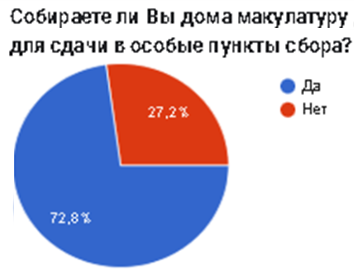 Собираете ли Вы дома макулатуру
для сдачи в особые пункты сбора?
Да
Нет
27,2%
72,8%